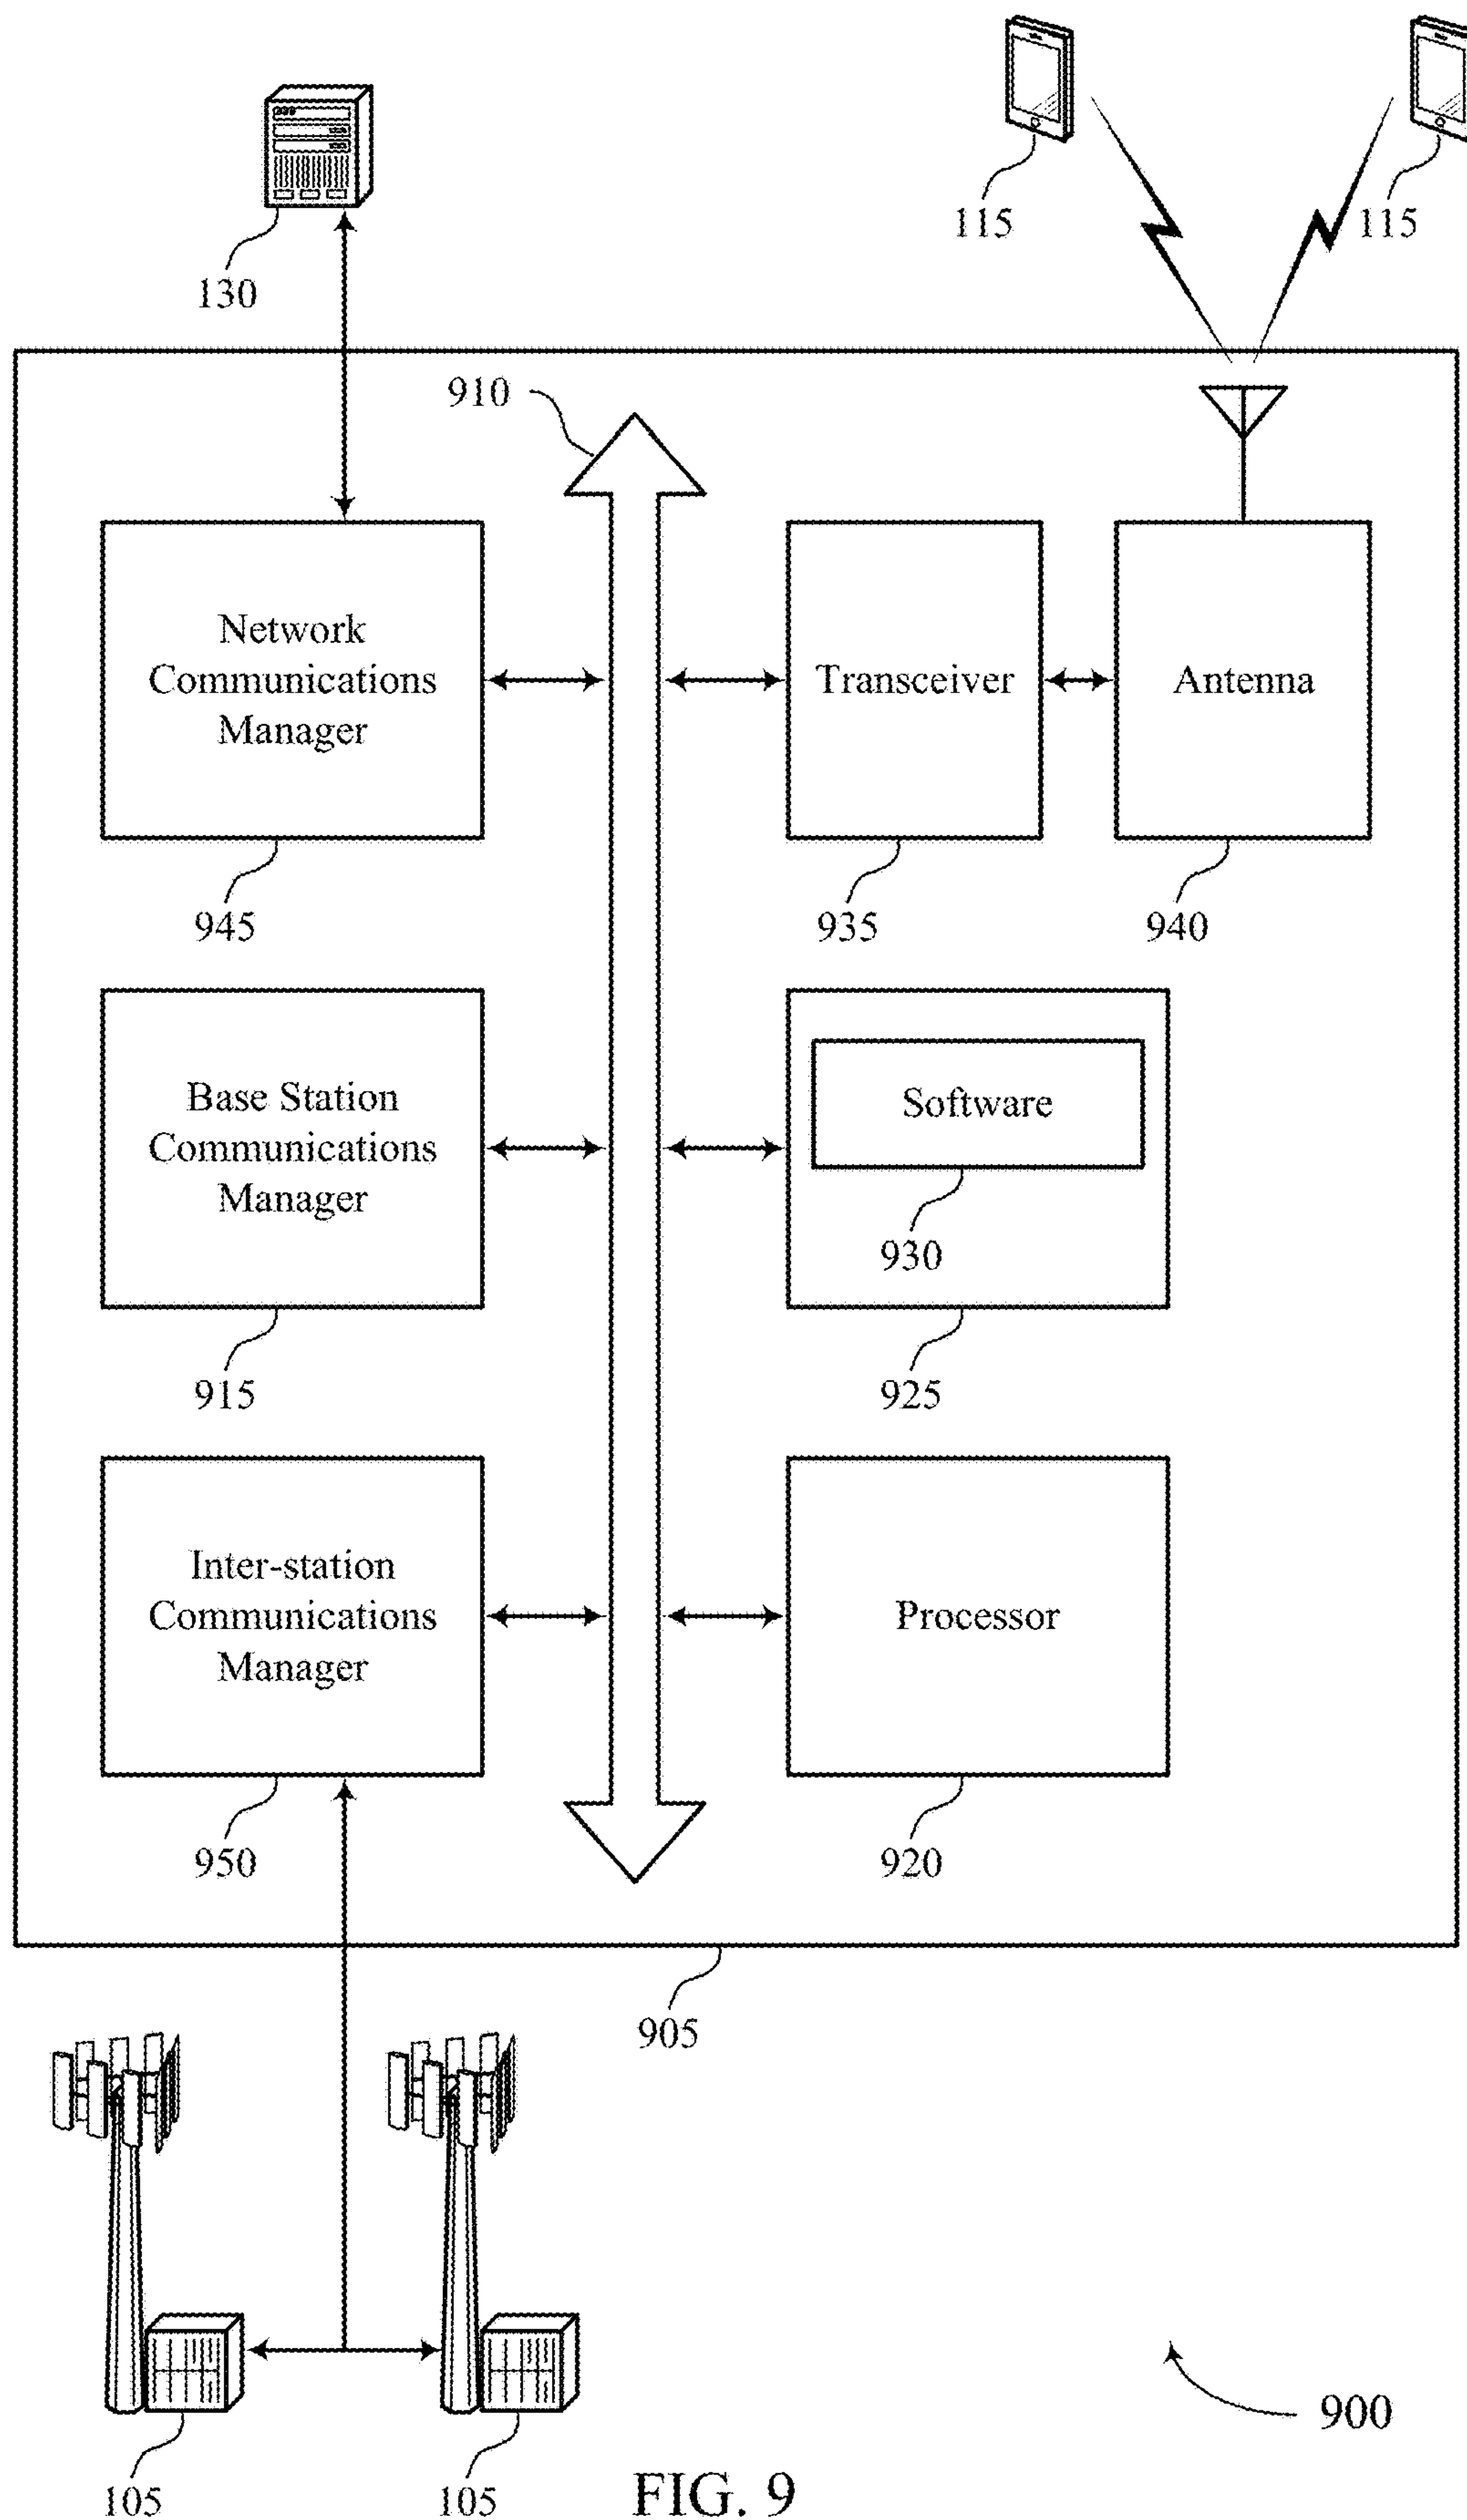 115
115
130
910
Network
Communications
Manager
Transceiver
Antenna
945
935
940
Base Station
Communications
Manager
Software
930
915
925
Inter-station
Communications
Manager
Processor
950
920
905
900
105
105
FIG. 9